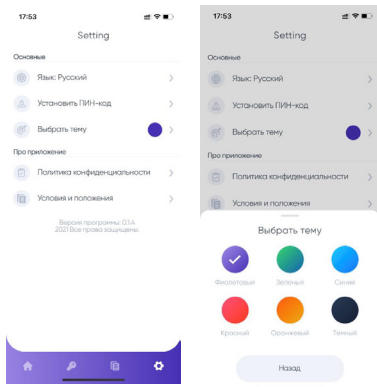 17:53
Setting
Основные
Язык: Русский
Установить ПИН-код
Выбрать тему
Про приложение
Политика конфиденциальности
Условия и положения
Версия программы: 0.1.4
2021 Все права защищены.
17:53
Setting
Основные
Язык: Русский
Установить ПИН-код
Выбрать тему
Про приложение
Политика конфиденциальности
Условия и положения
Выбрать тему
Фиолетовый
Зеленый
Синий
Красный
Оранжевый
Темный
Назад